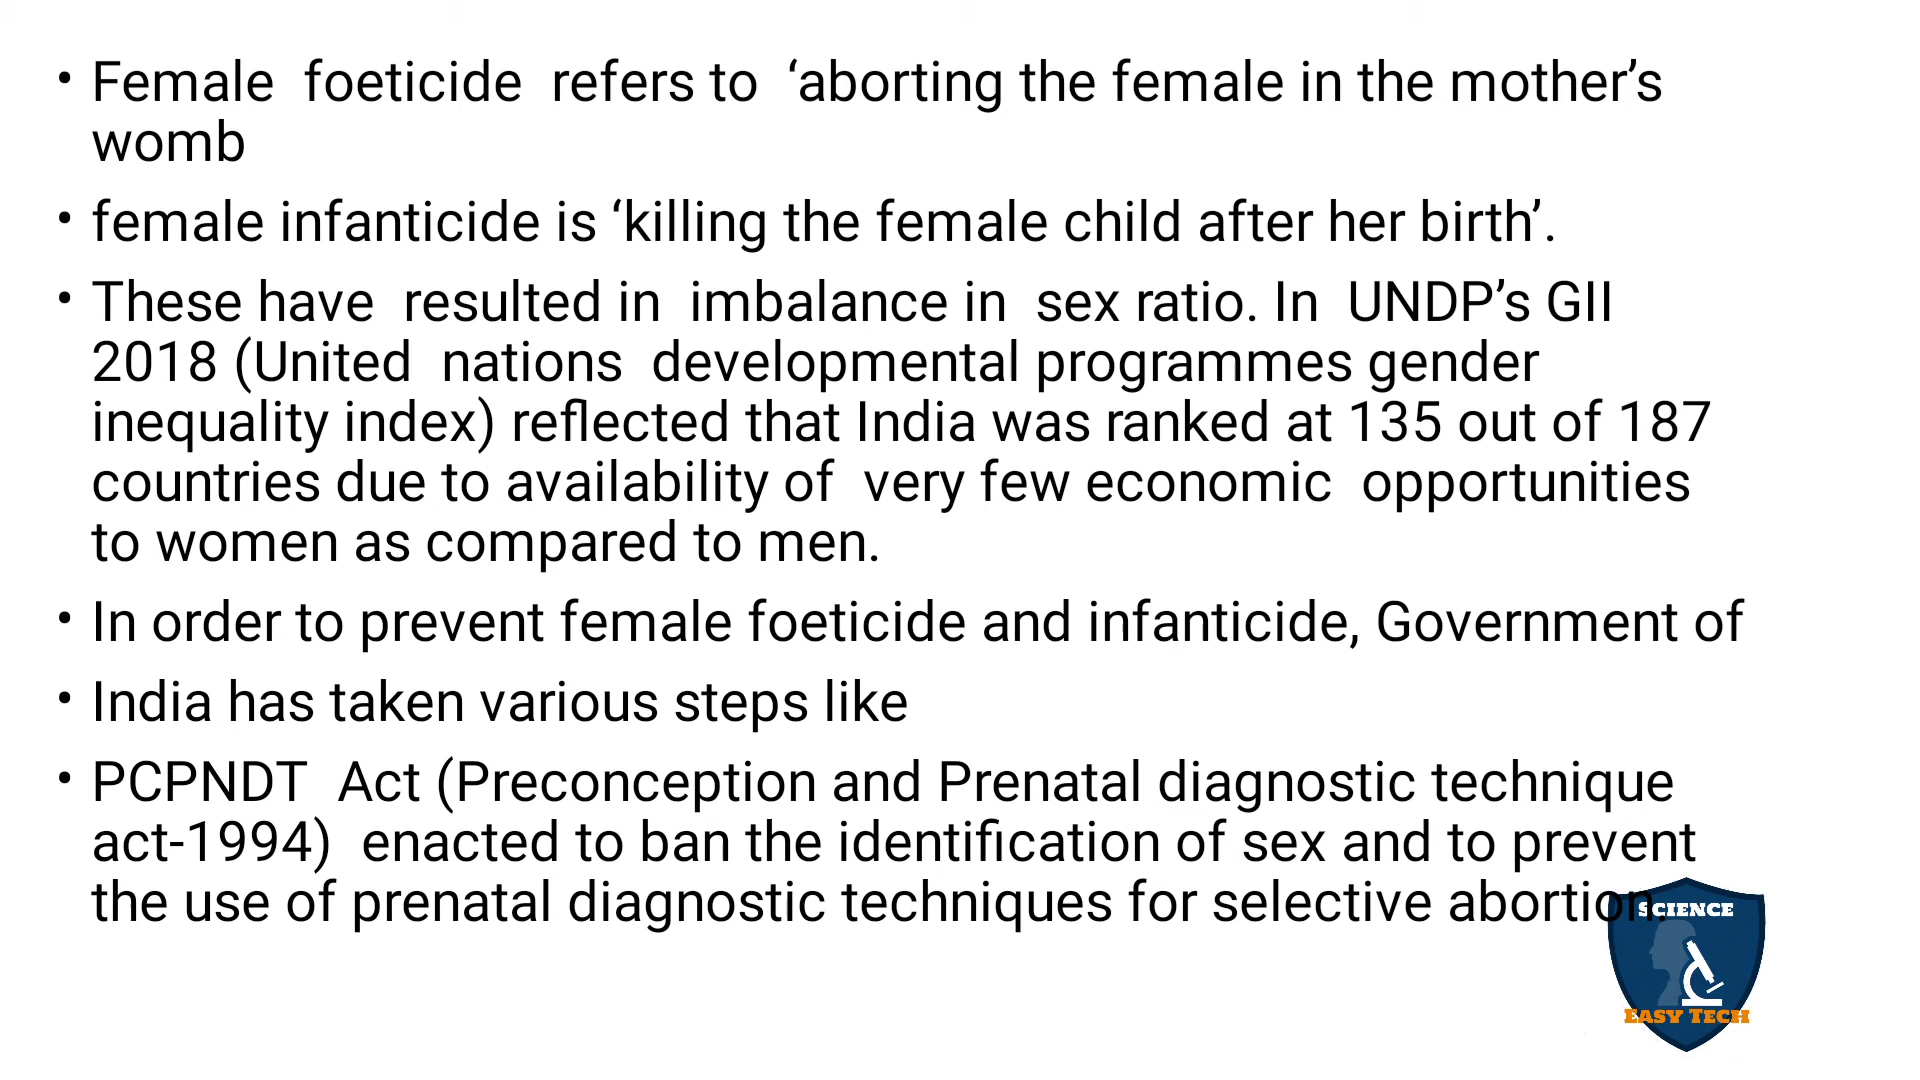 • Female foeticide refers to ‘aborting the female in the mother’s
womb
• female infanticide is ‘killing the female child after her birth’.
• These have resulted in imbalance in sex ratio. In UNDP’s GII
2018 (United nations developmental programmes gender
inequality index) reflected that India was ranked at 135 out of 187
countries due to availability of very few economic opportunities
to women as compared to men.
• In order to prevent female foeticide and infanticide, Government of
• India has taken various steps like
• PCPNDT Act (Preconception and Prenatal diagnostic technique
act-1994) enacted to ban the identification of sex and to prevent
the use of prenatal diagnostic techniques for selective abortion.
SCIENCE
EASY TECH